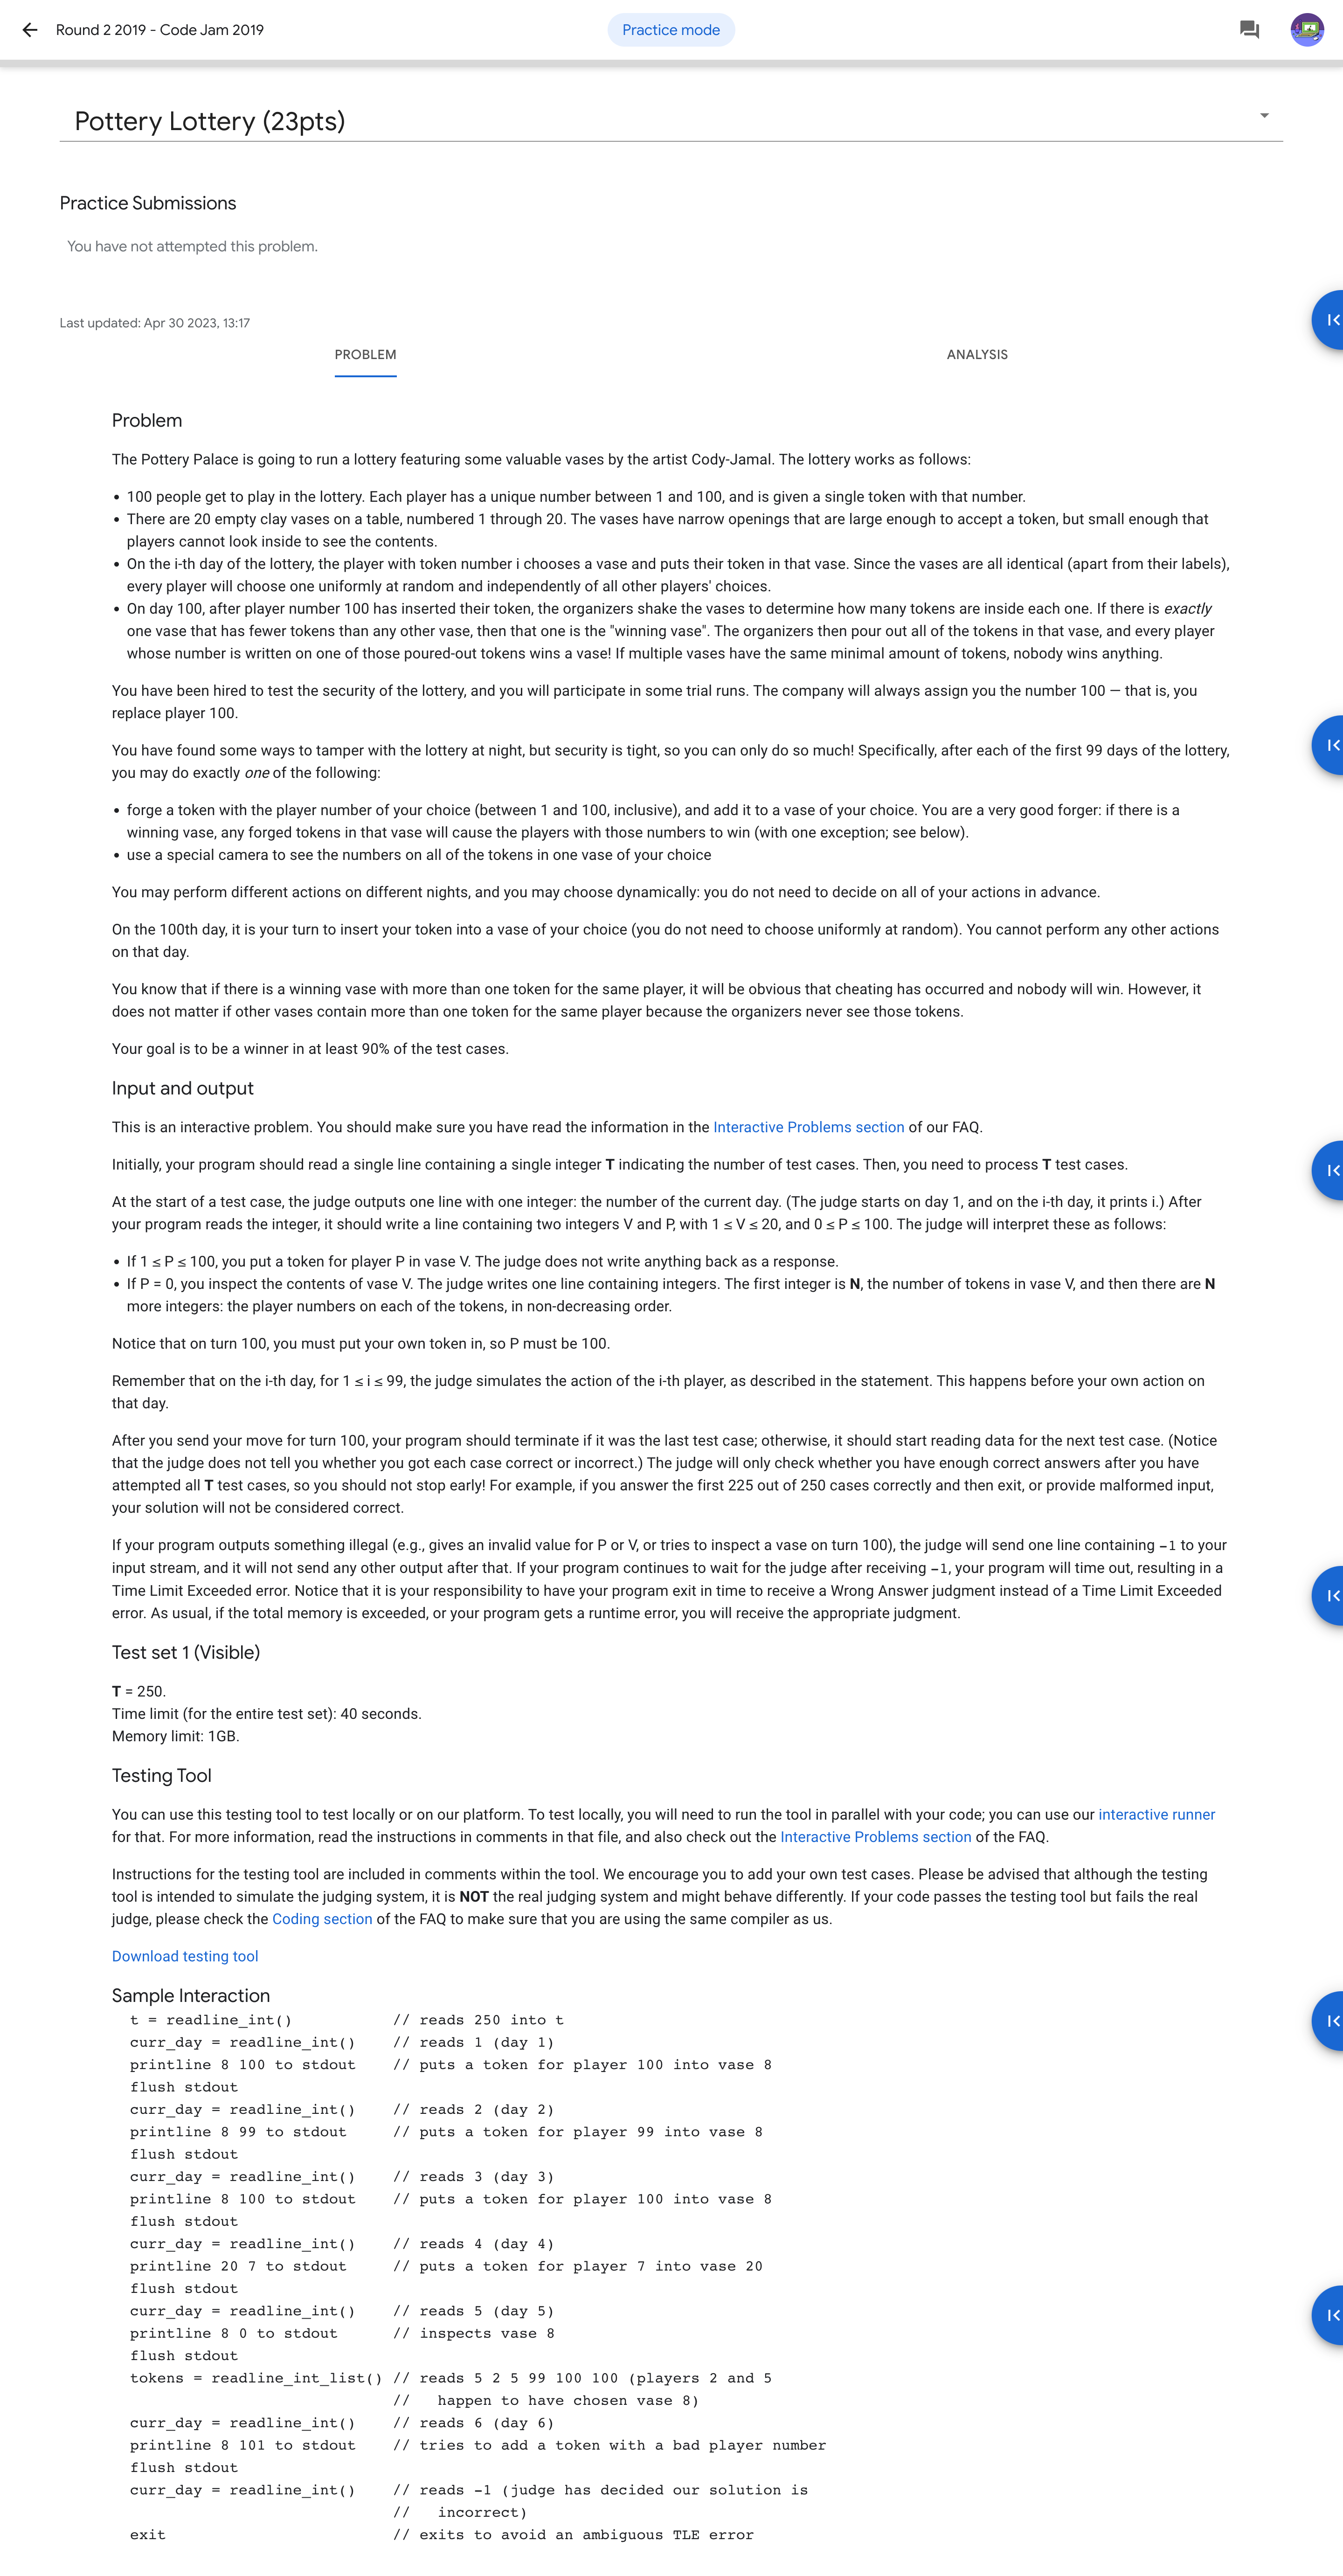 Round 2 2019 - Code Jam 2019
Practice mode
Pottery Lottery (23pts)
Practice Submissions
You have not attempted this problem.
Last updated: Apr 30 2023, 13:17
PROBLEM
ANALYSIS
Problem
The Pottery Palace is going to run a lottery featuring some valuable vases by the artist Cody-Jamal. The lottery works as follows:
• 100 people get to play in the lottery. Each player has a unique number between 1 and 100, and is given a single token with that number.
• There are 20 empty clay vases on a table, numbered 1 through 20. The vases have narrow openings that are large enough to accept a token, but small enough that
players cannot look inside to see the contents.
• On the i-th day of the lottery, the player with token number i chooses a vase and puts their token in that vase. Since the vases are all identical (apart from their labels),
every player will choose one uniformly at random and independently of all other players' choices.
• On day 100, after player number 100 has inserted their token, the organizers shake the vases to determine how many tokens are inside each one. If there is exactly
one vase that has fewer tokens than any other vase, then that one is the "winning vase". The organizers then pour out all of the tokens in that vase, and every player
whose number is written on one of those poured-out tokens wins a vase! If multiple vases have the same minimal amount of tokens, nobody wins anything.
You have been hired to test the security of the lottery, and you will participate in some trial runs. The company will always assign you the number 100 — that is, you
replace player 100.
You have found some ways to tamper with the lottery at night, but security is tight, so you can only do so much! Specifically, after each of the first 99 days of the lottery,
you may do exactly one of the following:
• forge a token with the player number of your choice (between 1 and 100, inclusive), and add it to a vase of your choice. You are a very good forger: if there is a
winning vase, any forged tokens in that vase will cause the players with those numbers to win (with one exception; see below).
• use a special camera to see the numbers on all of the tokens in one vase of your choice
You may perform different actions on different nights, and you may choose dynamically: you do not need to decide on all of your actions in advance.
On the 100th day, it is your turn to insert your token into a vase of your choice (you do not need to choose uniformly at random). You cannot perform any other actions
on that day.
You know that if there is a winning vase with more than one token for the same player, it will be obvious that cheating has occurred and nobody will win. However, it
does not matter if other vases contain more than one token for the same player because the organizers never see those tokens.
Your goal is to be a winner in at least 90% of the test cases.
Input and output
This is an interactive problem. You should make sure you have read the information in the Interactive Problems section of our FAQ.
Initially, your program should read a single line containing a single integer T indicating the number of test cases. Then, you need to process T test cases.
At the start of a test case, the judge outputs one line with one integer: the number of the current day. (The judge starts on day 1, and on the i-th day, it prints i.) After
your program reads the integer, it should write a line containing two integers V and P, with 1 ≤ V ≤ 20, and 0 ≤ P ≤ 100. The judge will interpret these as follows:
• If 1 ≤ P ≤ 100, you put a token for player P in vase V. The judge does not write anything back as a response.
• If P = 0, you inspect the contents of vase V. The judge writes one line containing integers. The first integer is N, the number of tokens in vase V, and then there are N
more integers: the player numbers on each of the tokens, in non-decreasing order.
Notice that on turn 100, you must put your own token in, so P must be 100.
Remember that on the i-th day, for 1 ≤ i ≤ 99, the judge simulates the action of the i-th player, as described in the statement. This happens before your own action on
that day.
After you send your move for turn 100, your program should terminate if it was the last test case; otherwise, it should start reading data for the next test case. (Notice
that the judge does not tell you whether you got each case correct or incorrect.) The judge will only check whether you have enough correct answers after you have
attempted all T test cases, so you should not stop early! For example, if you answer the first 225 out of 250 cases correctly and then exit, or provide malformed input,
your solution will not be considered correct.
If your program outputs something illegal (e.g., gives an invalid value for P or V, or tries to inspect a vase on turn 100), the judge will send one line containing -1 to your
input stream, and it will not send any other output after that. If your program continues to wait for the judge after receiving -1, your program will time out, resulting in a
Time Limit Exceeded error. Notice that it is your responsibility to have your program exit in time to receive a Wrong Answer judgment instead of a Time Limit Exceeded
error. As usual, if the total memory is exceeded, or your program gets a runtime error, you will receive the appropriate judgment.
Test set 1 (Visible)
T = 250.
Time limit (for the entire test set): 40 seconds.
Memory limit: 1GB.
Testing Tool
You can use this testing tool to test locally or on our platform. To test locally, you will need to run the tool in parallel with your code; you can use our interactive runner
for that. For more information, read the instructions in comments in that file, and also check out the Interactive Problems section of the FAQ.
Instructions for the testing tool are included in comments within the tool. We encourage you to add your own test cases. Please be advised that although the testing
tool is intended to simulate the judging system, it is NOT the real judging system and might behave differently. If your code passes the testing tool but fails the real
judge, please check the Coding section of the FAQ to make sure that you are using the same compiler as us.
Download testing tool
Sample Interaction
t = readline_int() // reads 250 into t
curr_day = readline_int() // reads 1 (day 1)
printline 8 100 to stdout // puts a token for player 100 into vase 8
flush stdout
curr_day = readline_int() // reads 2 (day 2)
printline 8 99 to stdout // puts a token for player 99 into vase 8
flush stdout
curr_day = readline_int() // reads 3 (day 3)
printline 8 100 to stdout // puts a token for player 100 into vase 8
flush stdout
curr_day = readline_int() // reads 4 (day 4)
printline 20 7 to stdout // puts a token for player 7 into vase 20
flush stdout
curr_day = readline_int() // reads 5 (day 5)
printline 8 0 to stdout // inspects vase 8
flush stdout
tokens = readline_int_list() // reads 5 2 5 99 100 100 (players 2 and 5
// happen to have chosen vase 8)
curr_day = readline_int() // reads 6 (day 6)
printline 8 101 to stdout // tries to add a token with a bad player number
flush stdout
curr_day = readline_int() // reads -1 (judge has decided our solution is
// incorrect)
exit // exits to avoid an ambiguous TLE error